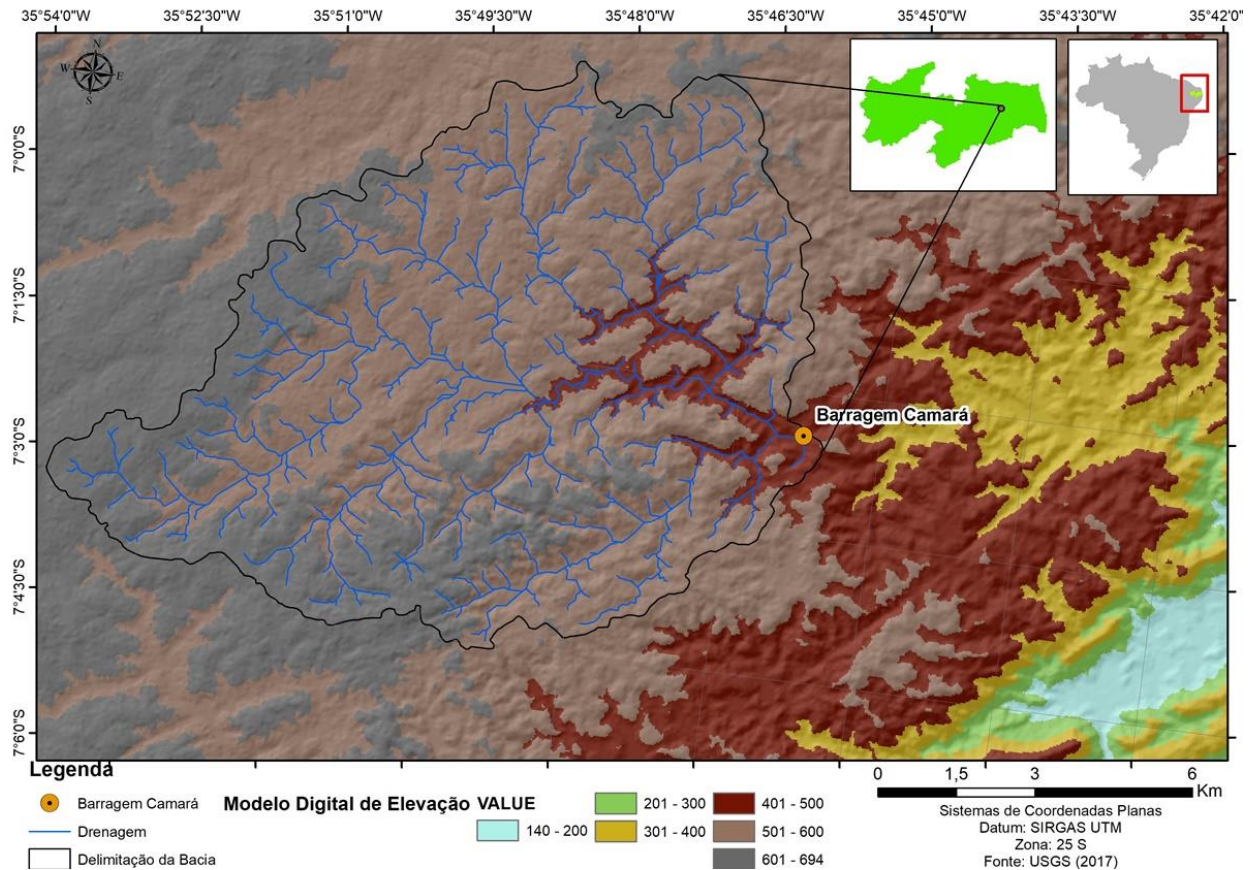 35°54'0"W 35°52'30"W 35°51'0"W 35°49'30"W 35°48'0"W 35°46'30"W 35°45'0"W 35°43'30"W 35°42'0"W
N
W E
S
7°0'0"S
7°1'30"S
7°3'0"S
7°4'30"S
7°6'0"S
Barragem Camará
Legenda
Barragem Camará
Drenagem
Delimitação da Bacia
Modelo Digital de Elevação VALUE
140 - 200
201 - 300
301 - 400
401 - 500
501 - 600
601 - 694
0 1,5 3 6
Km
Sistemas de Coordenadas Planas
Datum: SIRGAS UTM
Zona: 25 S
Fonte: USGS (2017)